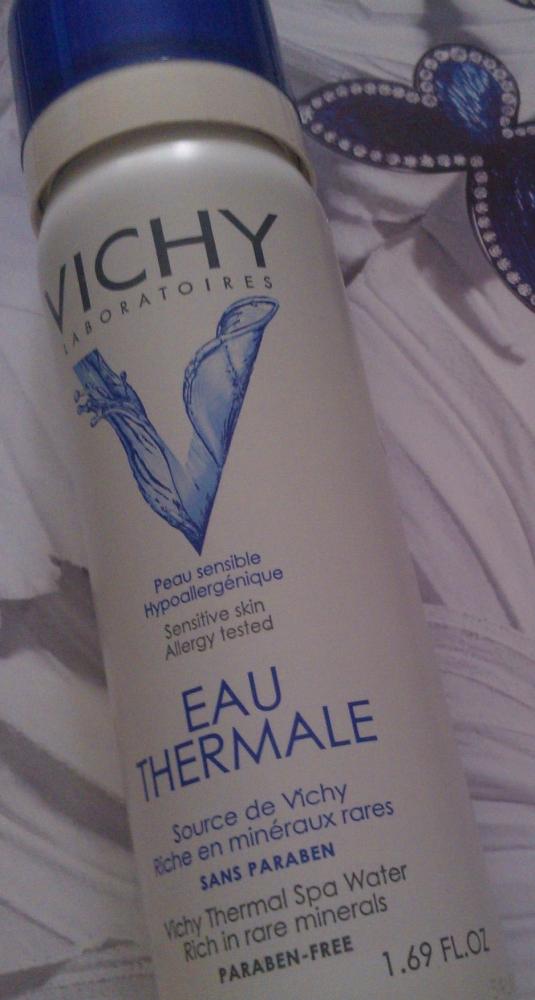 VICHY
LABORATOIRES
Peau sensible
Hypoallergénique
Sensitive skin
Allergy tested
EAU
THERMALE
Source de Vichy
Riche en minéraux rares
SANS PARABEN
Vichy Thermal Spa Water
Rich in rare minerals
PARABEN-FREE
1.69 FL.OZ